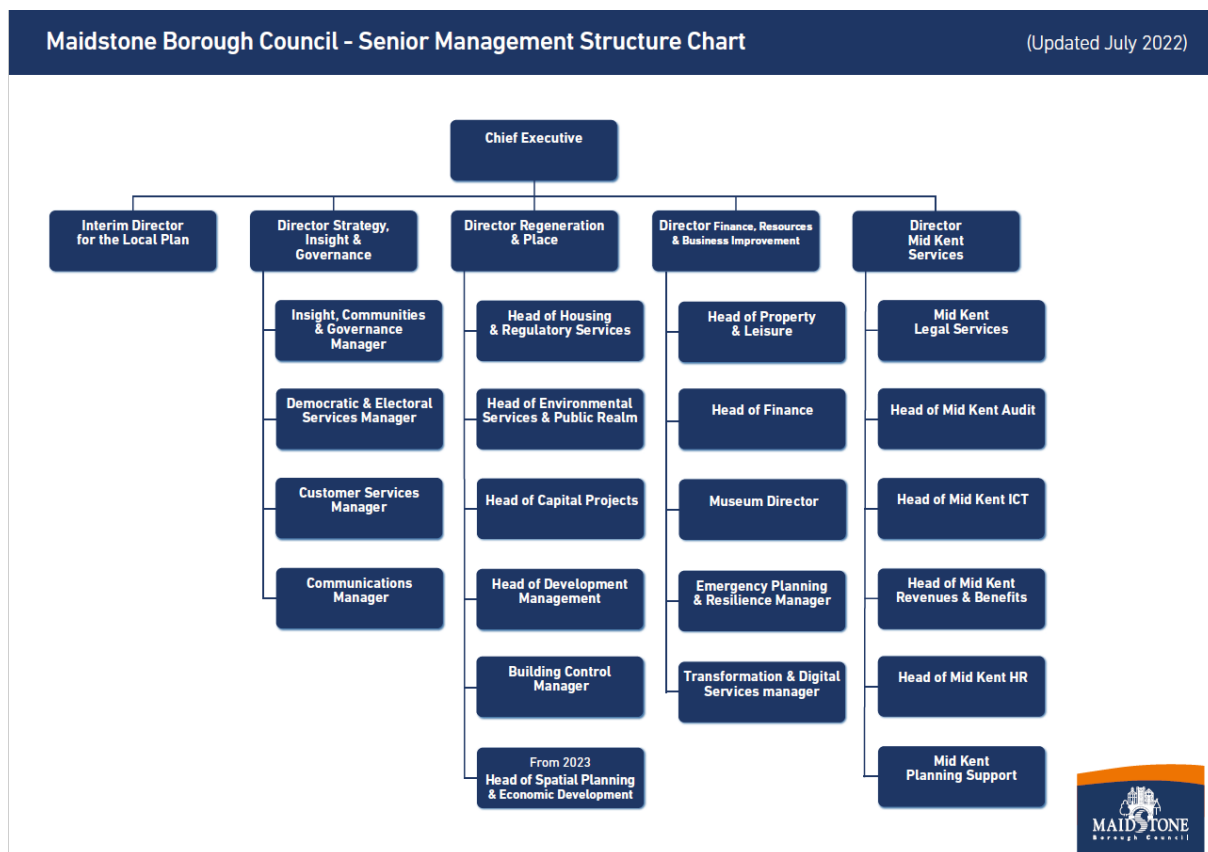 Maidstone Borough Council - Senior Management Structure Chart
(Updated July 2022)
Chief Executive
Interim Director
for the Local Plan
Director Strategy,
Insight &
Governance
Director Regeneration
& Place
Director Finance, Resources
& Business Improvement
Director
Mid Kent
Services
Insight, Communities
& Governance
Manager
Democratic & Electoral
Services Manager
Customer Services
Manager
Communications
Manager
Head of Housing
& Regulatory Services
Head of Environmental
Services & Public Realm
Head of Capital Projects
Head of Development
Management
Building Control
Manager
From 2023
Head of Spatial Planning
& Economic Development
Head of Property
& Leisure
Head of Finance
Museum Director
Emergency Planning
& Resilience Manager
Transformation & Digital
Services manager
Mid Kent
Legal Services
Head of Mid Kent Audit
Head of Mid Kent ICT
Head of Mid Kent
Revenues & Benefits
Head of Mid Kent HR
Mid Kent
Planning Support
MAIDSTONE
Borough Council